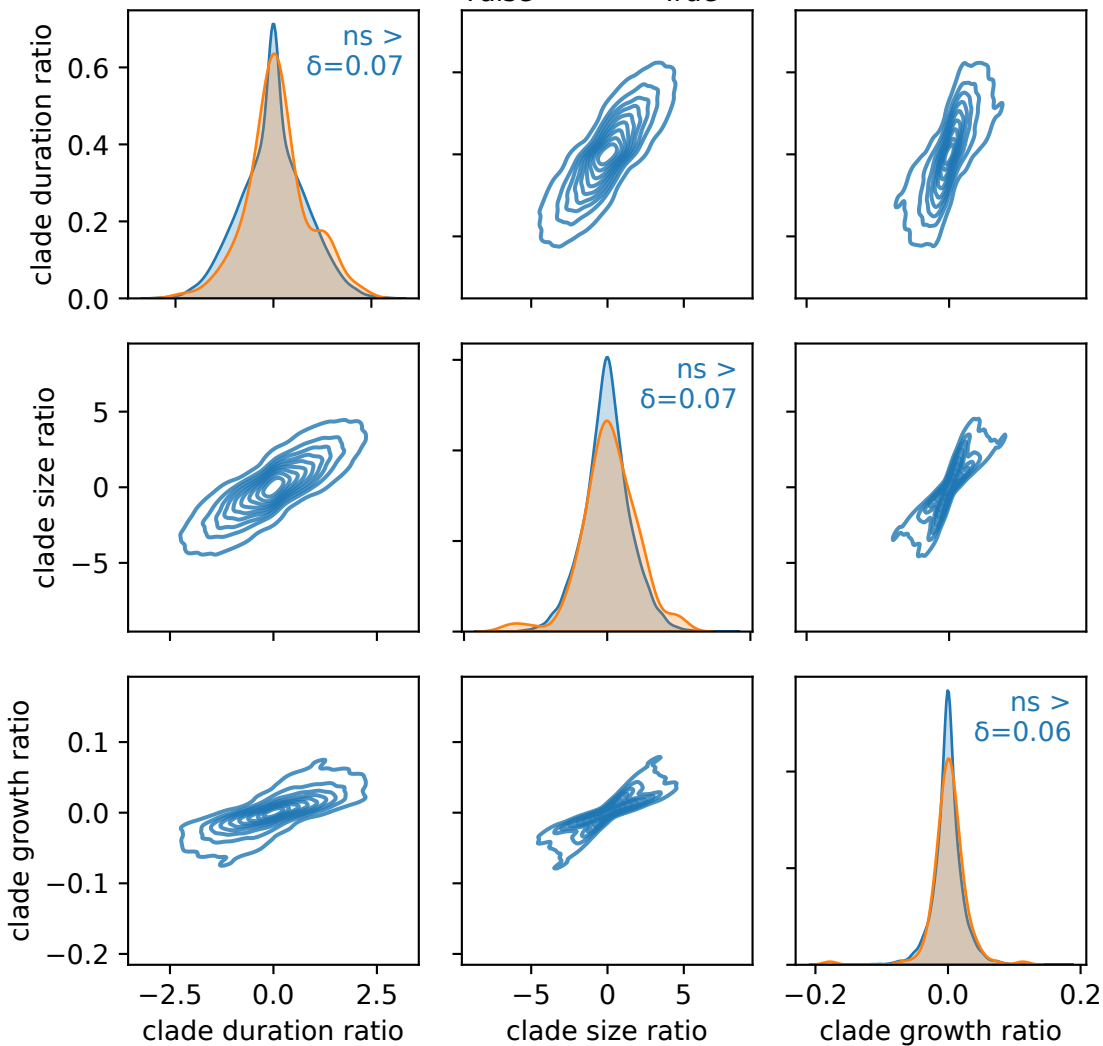 clade duration ratio
0.6
0.4
0.2
0.0
ns >
δ=0.07
clade size ratio
5
0
−5
ns >
δ=0.07
clade growth ratio
0.1
0.0
−0.1
−0.2
ns >
δ=0.06
−2.5 0.0 2.5
−5 0 5
−0.2 0.0 0.2
clade duration ratio
clade size ratio
clade growth ratio